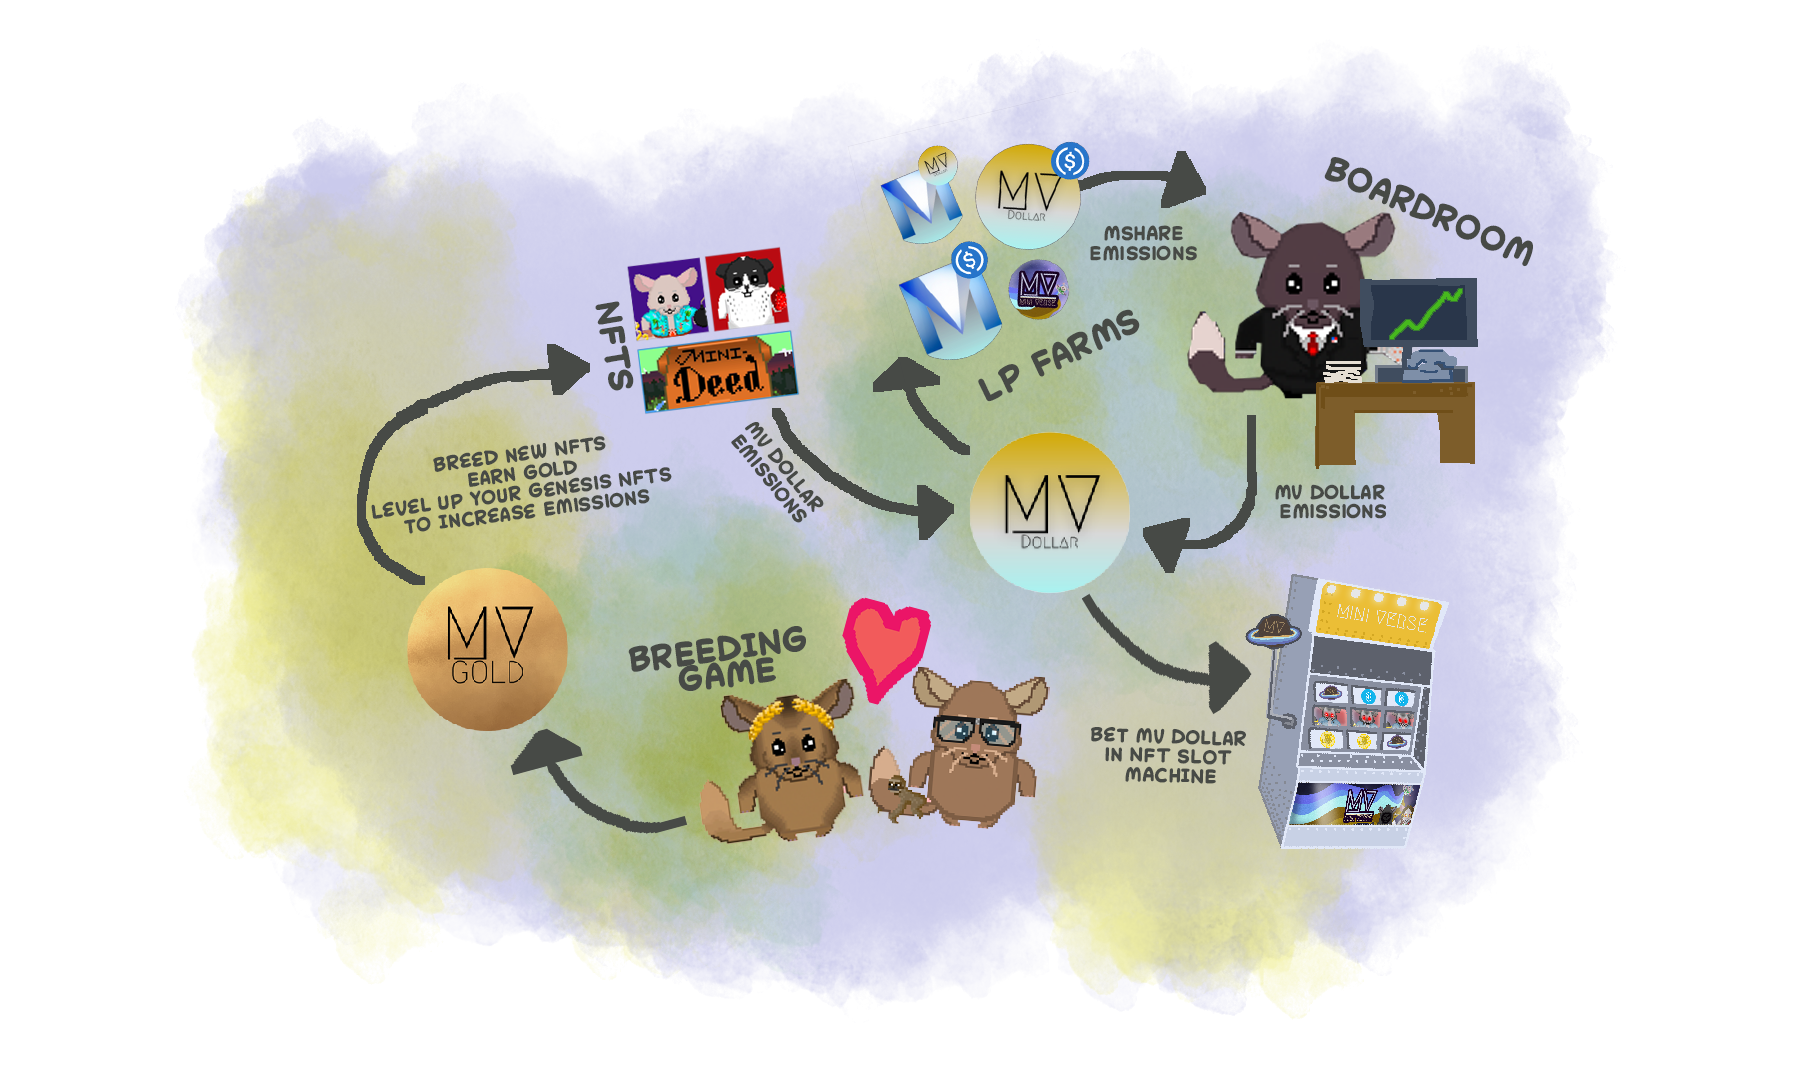 BOARDROOM
MV
MV
DOLLAR
MSHARE
EMISSIONS
LP FARMS
MV
MINI VERSE
NFTS
MINI-
Deed
BREED NEW NFTS
EARN GOLD
LEVEL UP YOUR GENESIS NFTS
TO INCREASE EMISSIONS
MV DOLLAR
EMISSIONS
MV
DOLLAR
MV DOLLAR
EMISSIONS
MV
GOLD
BREEDING
GAME
BET MV DOLLAR
IN NFT SLOT
MACHINE
MINI VERSE
MV
MV